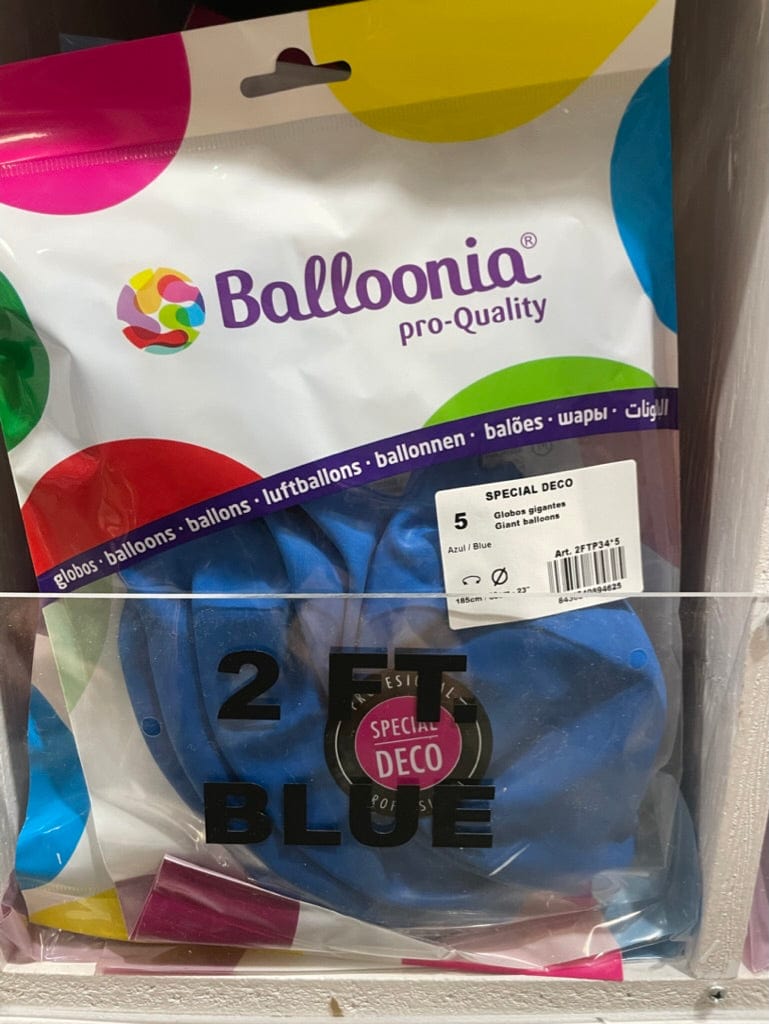 Balloonia®
pro-Quality
globos · balloons · ballons · luftballons · ballonnen · balões · шары ·
SPECIAL DECO
5
Globos gigantes
Giant balloons
Azul / Blue
Art. 2FTP34*5
185cm
23"
2 FT.
SPECIAL
DECO
BLUE